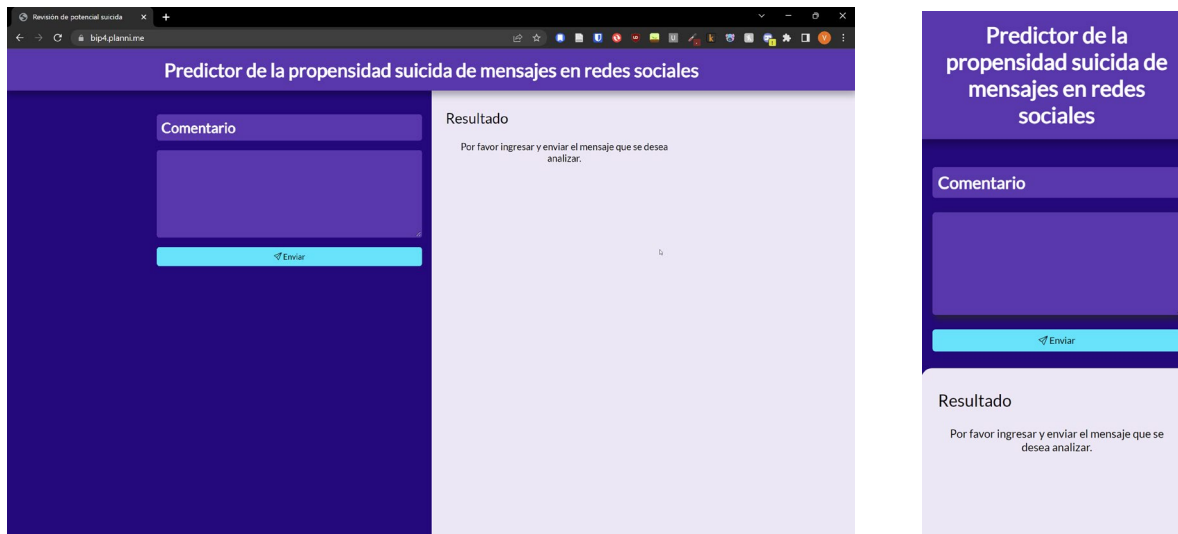 Revisión de potencial suicida
bip4.planni.me
Predictor de la propensidad suicida de mensajes en redes sociales
Comentario
Enviar
Resultado
Por favor ingresar y enviar el mensaje que se desea
analizar.
Predictor de la
propensidad suicida de
mensajes en redes
sociales
Comentario
Enviar
Resultado
Por favor ingresar y enviar el mensaje que se
desea analizar.